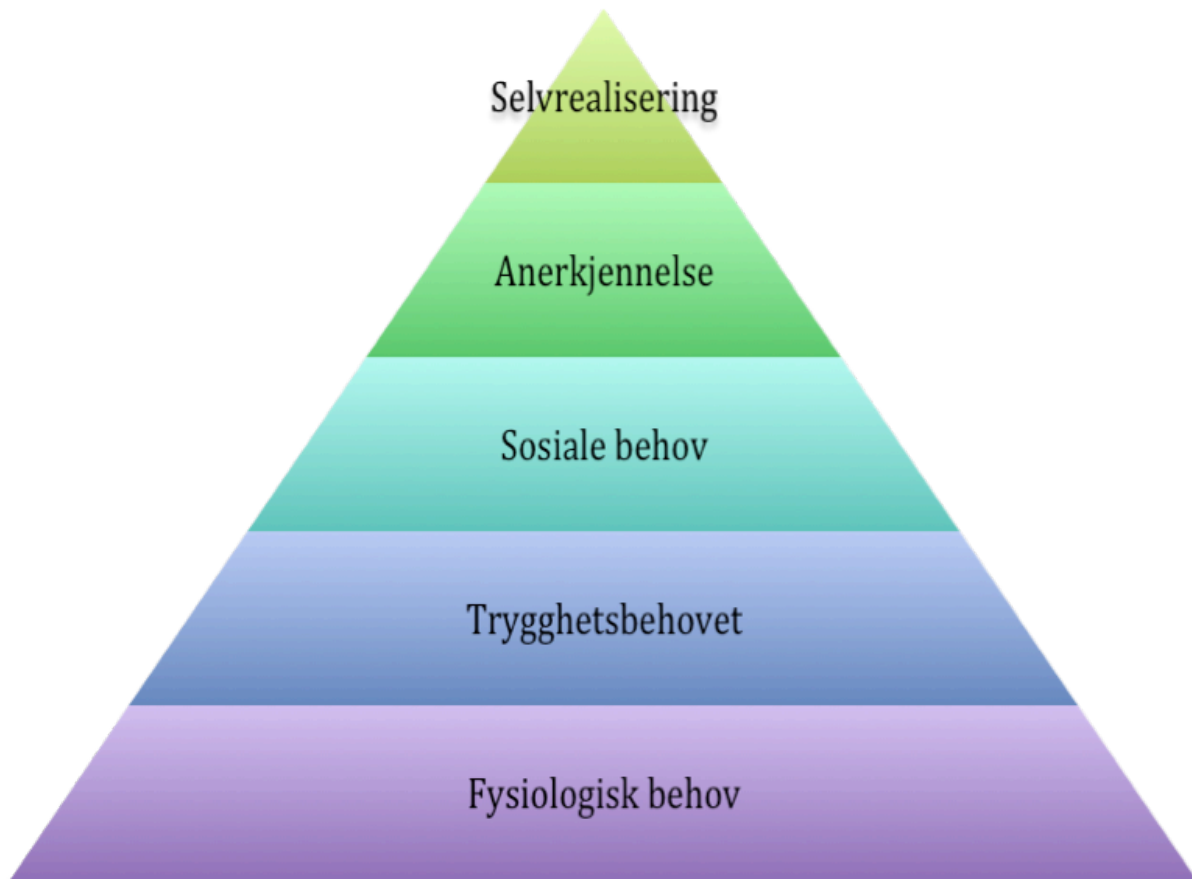 Selvrealisering
Anerkjennelse
Sosiale behov
Trygghetsbehovet
Fysiologisk behov